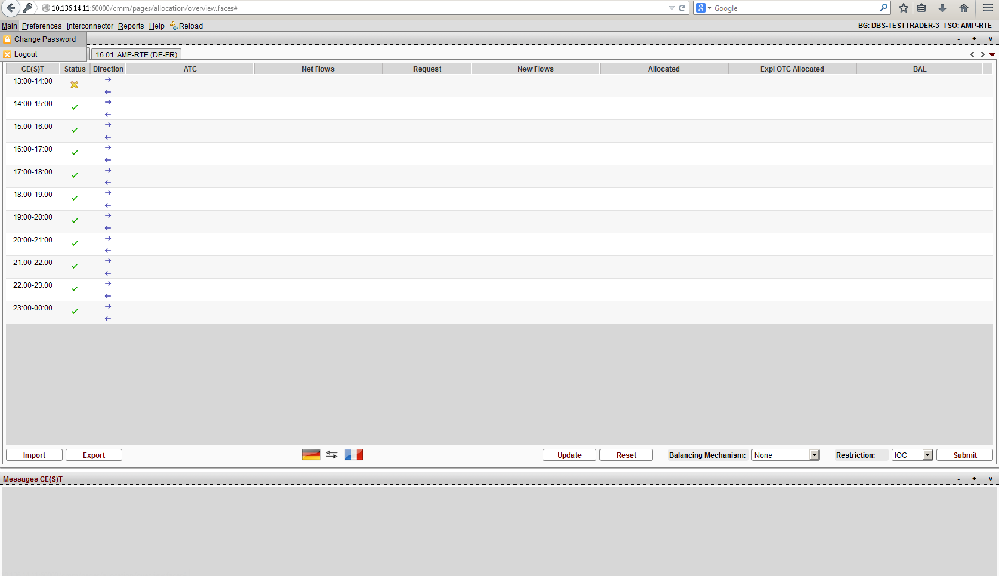 10.136.14.11:60000/cmm/pages/allocation/overview.faces#
8 Google
Main Preferences Interconnector Reports Help Reload
BG: DBS-TESTTRADER-3 TSO: AMP-RTE
Change Password
- + v
Logout
16.01. AMP-RTE (DE-FR)
CE(S)T Status Direction ATC Net Flows Request New Flows Allocated Expl OTC Allocated BAL
13:00-14:00
14:00-15:00
15:00-16:00
16:00-17:00
17:00-18:00
18:00-19:00
19:00-20:00
20:00-21:00
21:00-22:00
22:00-23:00
23:00-00:00
Import Export Update Reset Balancing Mechanism: None Restriction: IOC Submit
Messages CE(S)T
- + v